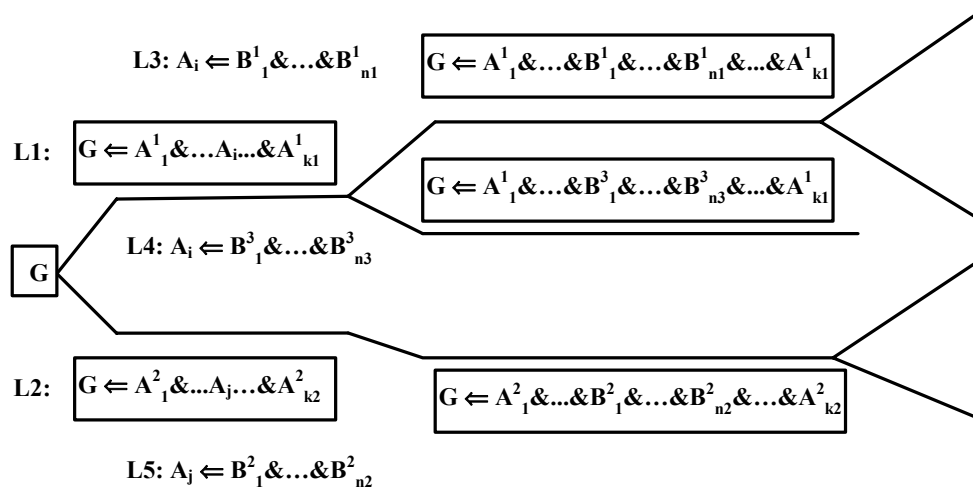 L3: Aᵢ ⇐ B¹₁&…&B¹ₙ₁
G ⇐ A¹₁&…&B¹₁&…&B¹ₙ₁&...&A¹ₖ₁
L1: G ⇐ A¹₁&…Aᵢ...&A¹ₖ₁
G ⇐ A¹₁&…&B³₁&…&B³ₙ₃&...&A¹ₖ₁
L4: Aᵢ ⇐ B³₁&…&B³ₙ₃
G
L2: G ⇐ A²₁&...Aⱼ…&A²ₖ₂
G ⇐ A²₁&...&B²₁&…&B²ₙ₂&…&A²ₖ₂
L5: Aⱼ ⇐ B²₁&…&B²ₙ₂